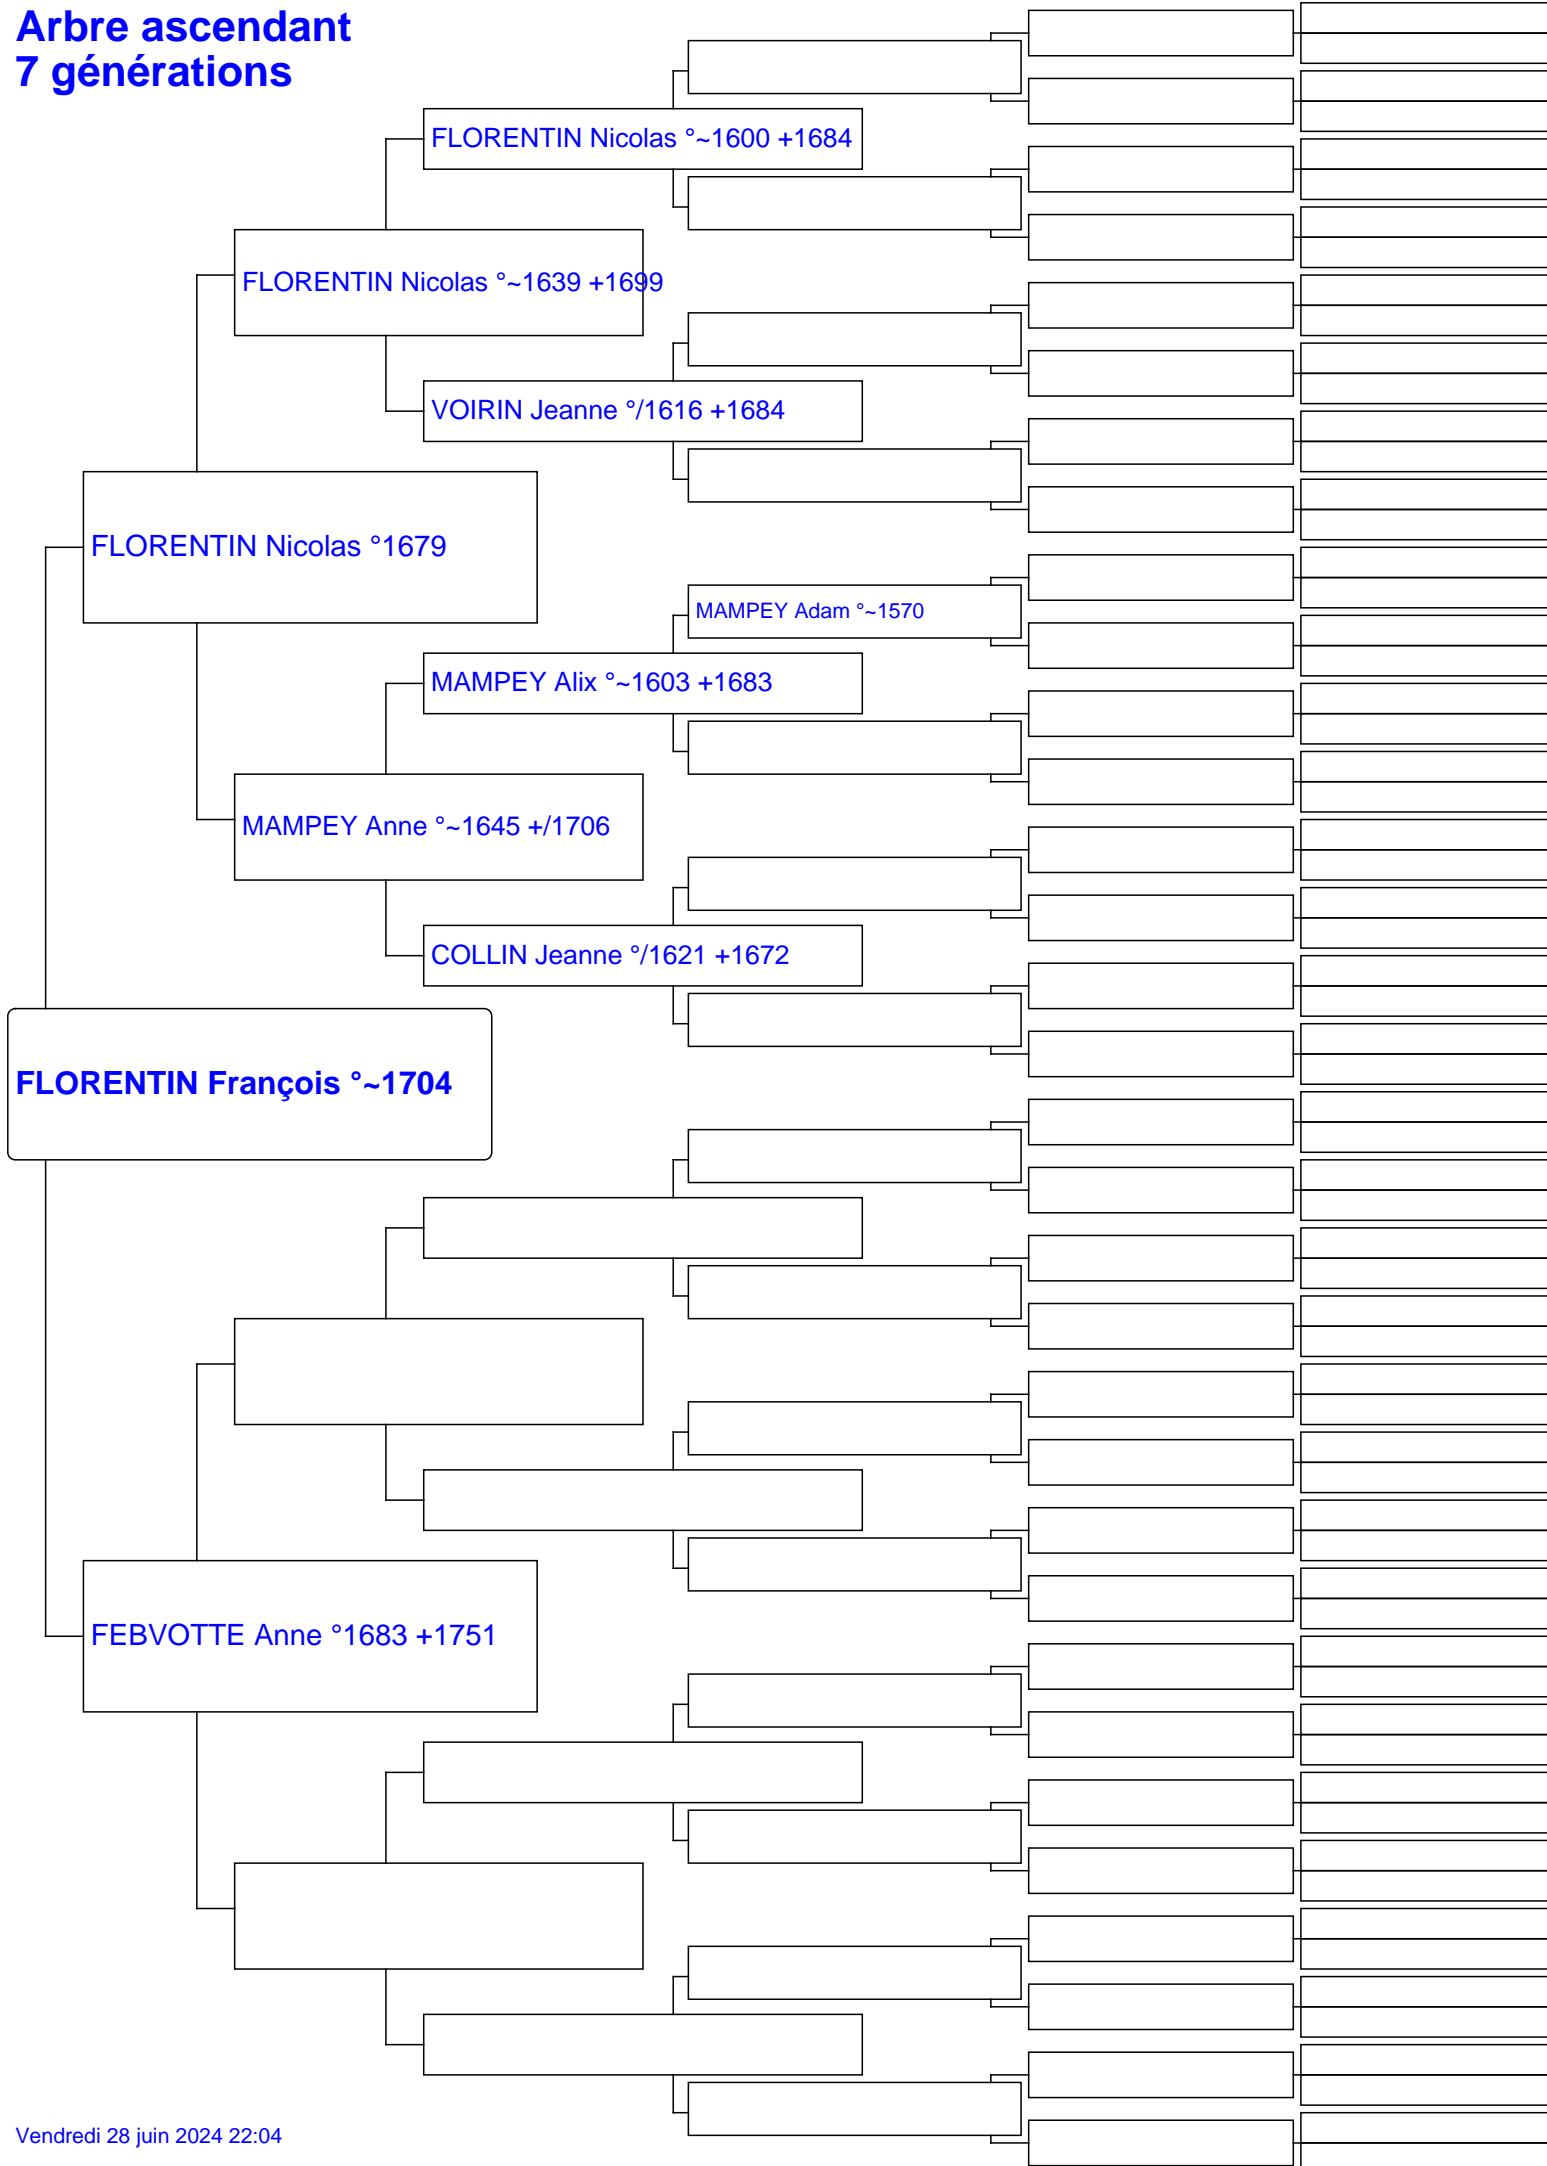 Arbre ascendant
7 générations
FLORENTIN Nicolas °~1600 +1684
FLORENTIN Nicolas °~1639 +1699
VOIRIN Jeanne °/1616 +1684
FLORENTIN Nicolas °1679
MAMPEY Adam °~1570
MAMPEY Alix °~1603 +1683
MAMPEY Anne °~1645 +/1706
COLLIN Jeanne °/1621 +1672
FLORENTIN François °~1704
FEBVOTTE Anne °1683 +1751
Vendredi 28 juin 2024 22:04